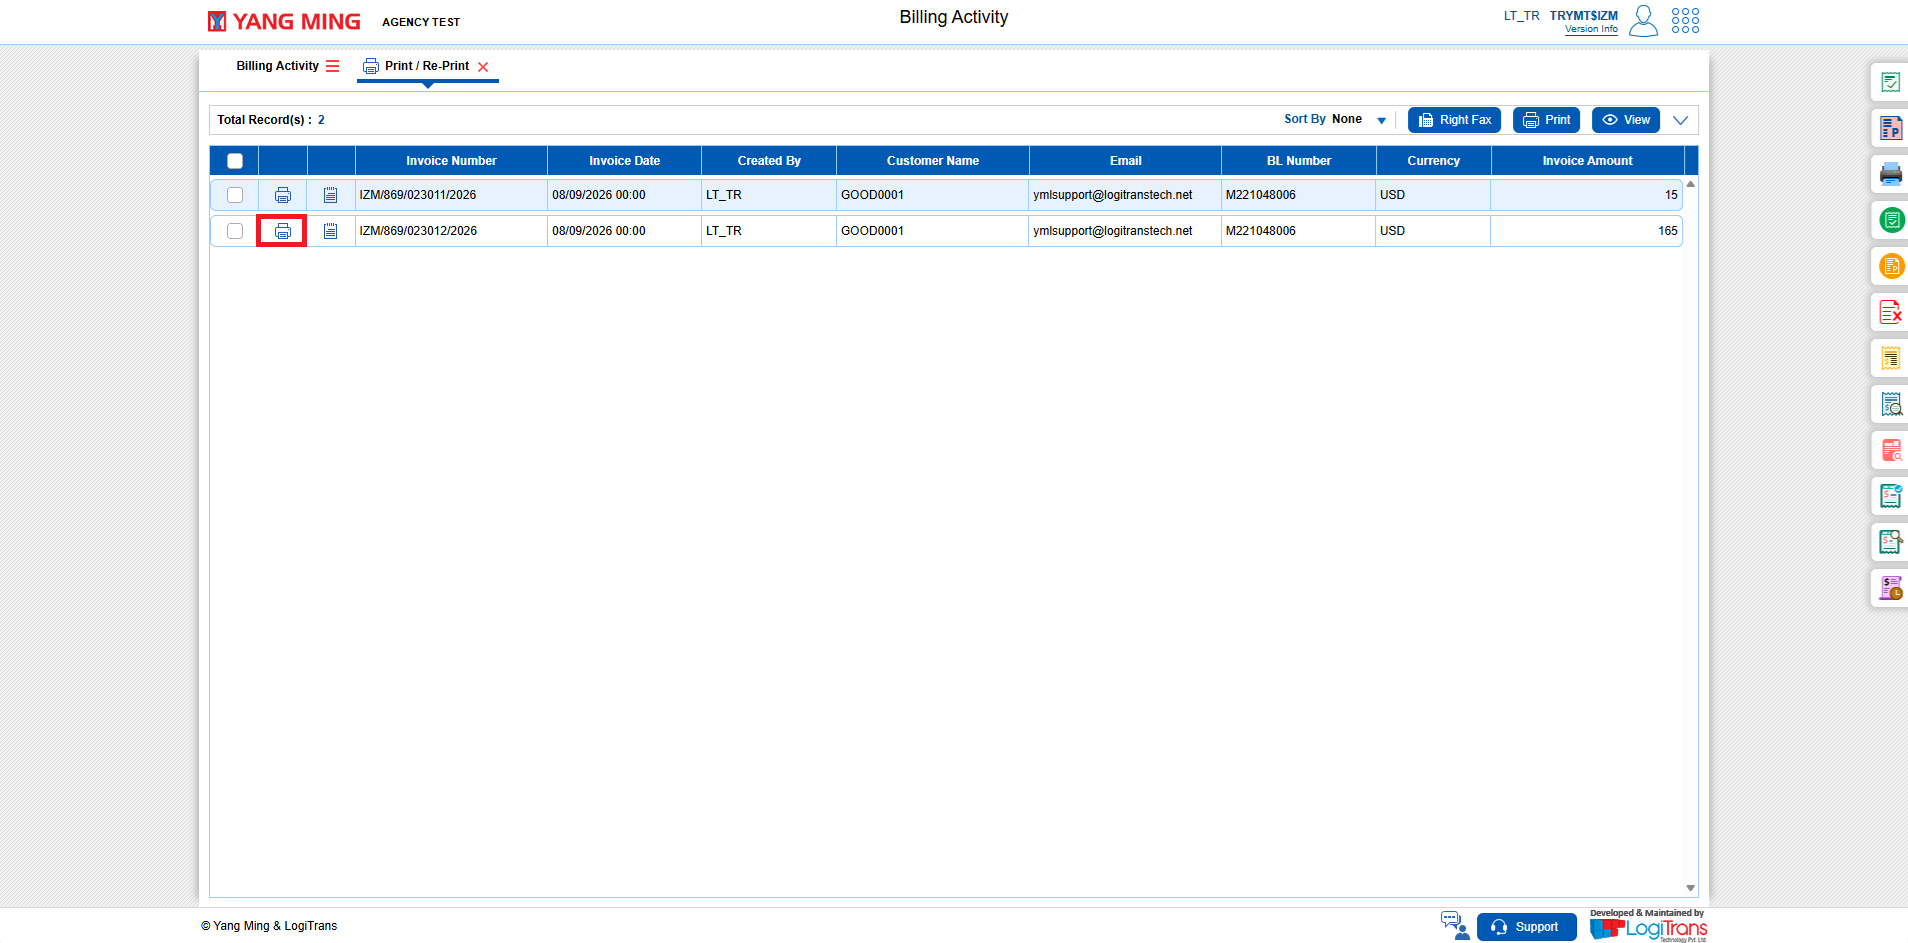 YANG MING AGENCY TEST Billing Activity LT_TR TRYMT$IZM
Version Info
Billing Activity Print / Re-Print
Total Record(s) : 2 Sort By None Right Fax Print View
Invoice Number Invoice Date Created By Customer Name Email BL Number Currency Invoice Amount
IZM/869/023011/2026 08/09/2026 00:00 LT_TR GOOD0001 ymlsupport@logitranstech.net M221048006 USD 15
IZM/869/023012/2026 08/09/2026 00:00 LT_TR GOOD0001 ymlsupport@logitranstech.net M221048006 USD 165
© Yang Ming & LogiTrans Support Developed & Maintained by
LogiTrans
Technology Pvt. Ltd.